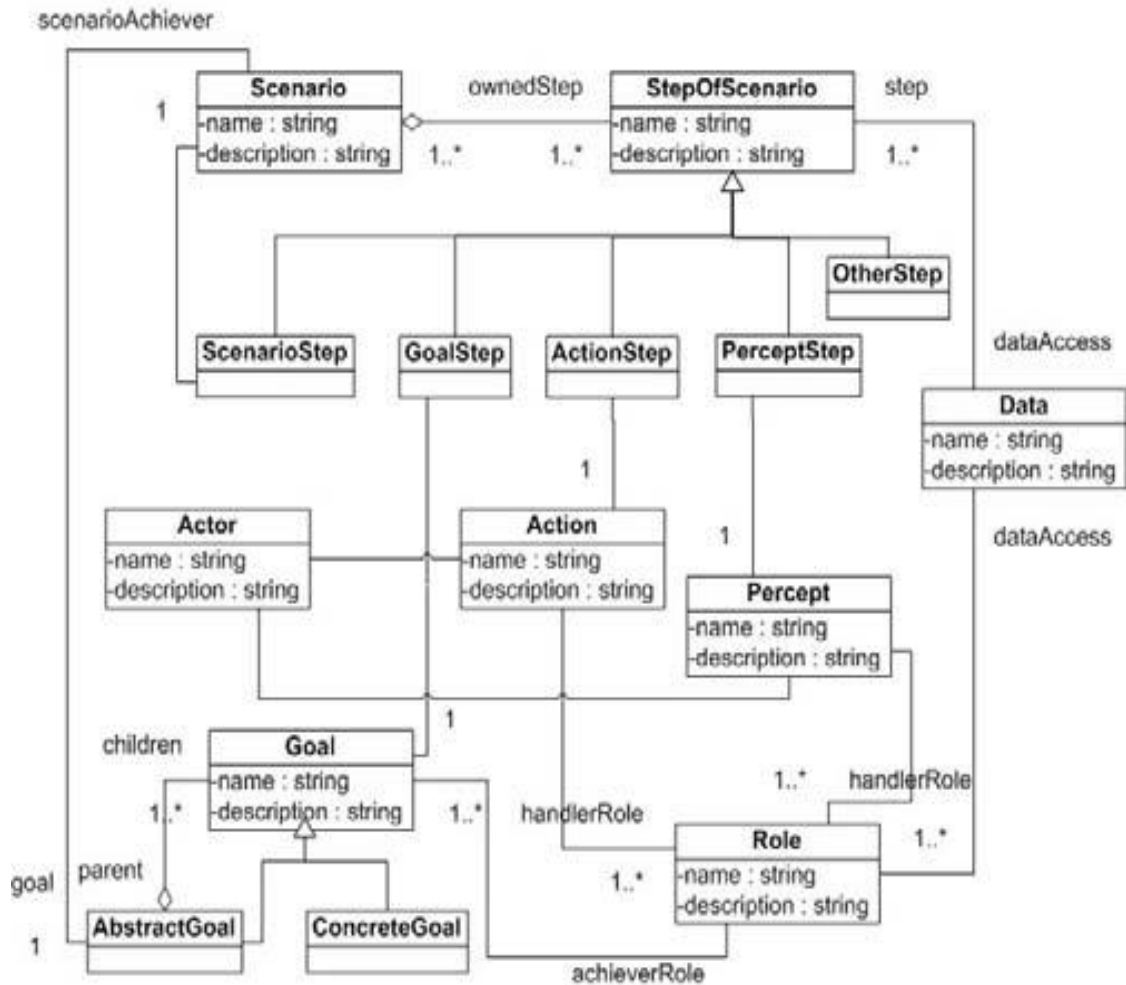 scenarioAchiever
Scenario
-name : string
-description : string
1
ownedStep
1..*
1..*
StepOfScenario
-name : string
-description : string
step
1..*
OtherStep
ScenarioStep
GoalStep
ActionStep
PerceptStep
dataAccess
Data
-name : string
-description : string
dataAccess
1
Actor
-name : string
-description : string
Action
-name : string
-description : string
1
Percept
-name : string
-description : string
1
children
Goal
-name : string
-description : string
1..*
1..*
handlerRole
1..*
handlerRole
Role
-name : string
-description : string
1..*
1..*
goal
parent
AbstractGoal
1
ConcreteGoal
achieverRole